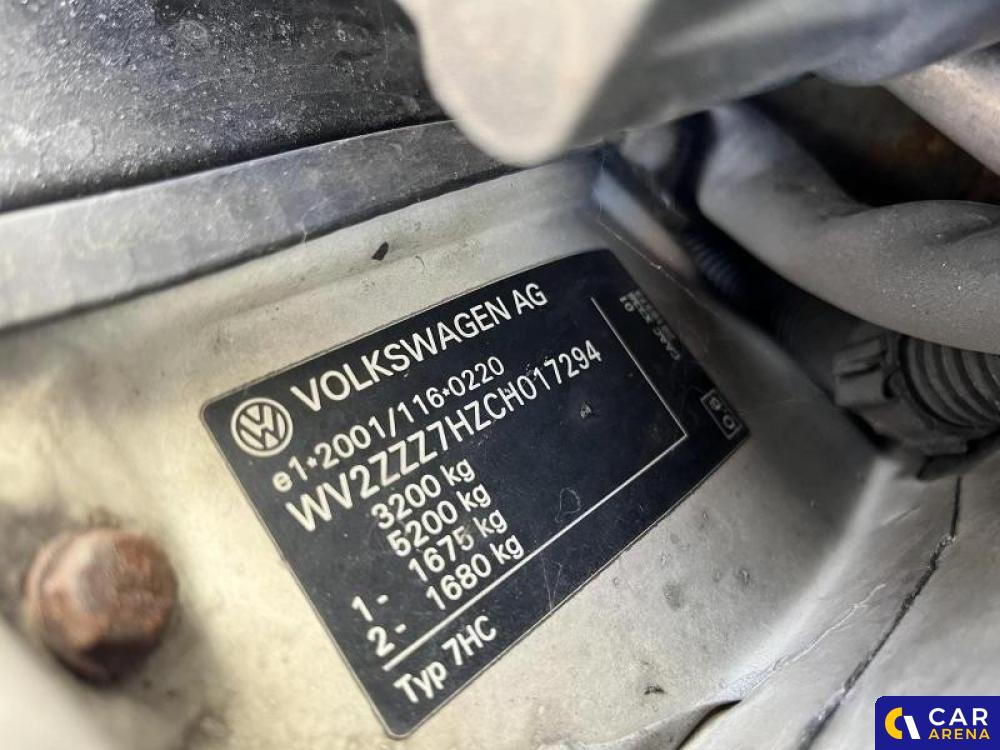 VOLKSWAGEN AG
e1*2001/116*0220
WV2ZZZ7HZCH017294
3200 kg
5200 kg
1- 1675 kg
2- 1680 kg
Typ 7HC
CAR
ARENA